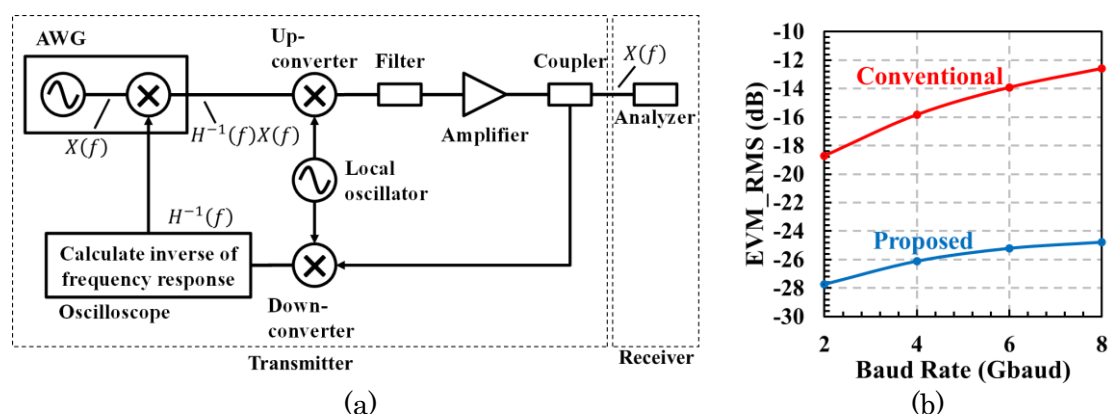 AWG
X(f)
H⁻¹(f)X(f)
Up-
converter
Filter
Amplifier
Coupler
X(f)
Analyzer
Local
oscillator
H⁻¹(f)
Calculate inverse of
frequency response
Oscilloscope
Down-
converter
Transmitter
Receiver
(a)
EVM_RMS (dB)
-10
-12
-14
-16
-18
-19
-22
-24
-26
-28
-30
Conventional
Proposed
2
4
6
8
Baud Rate (Gbaud)
(b)